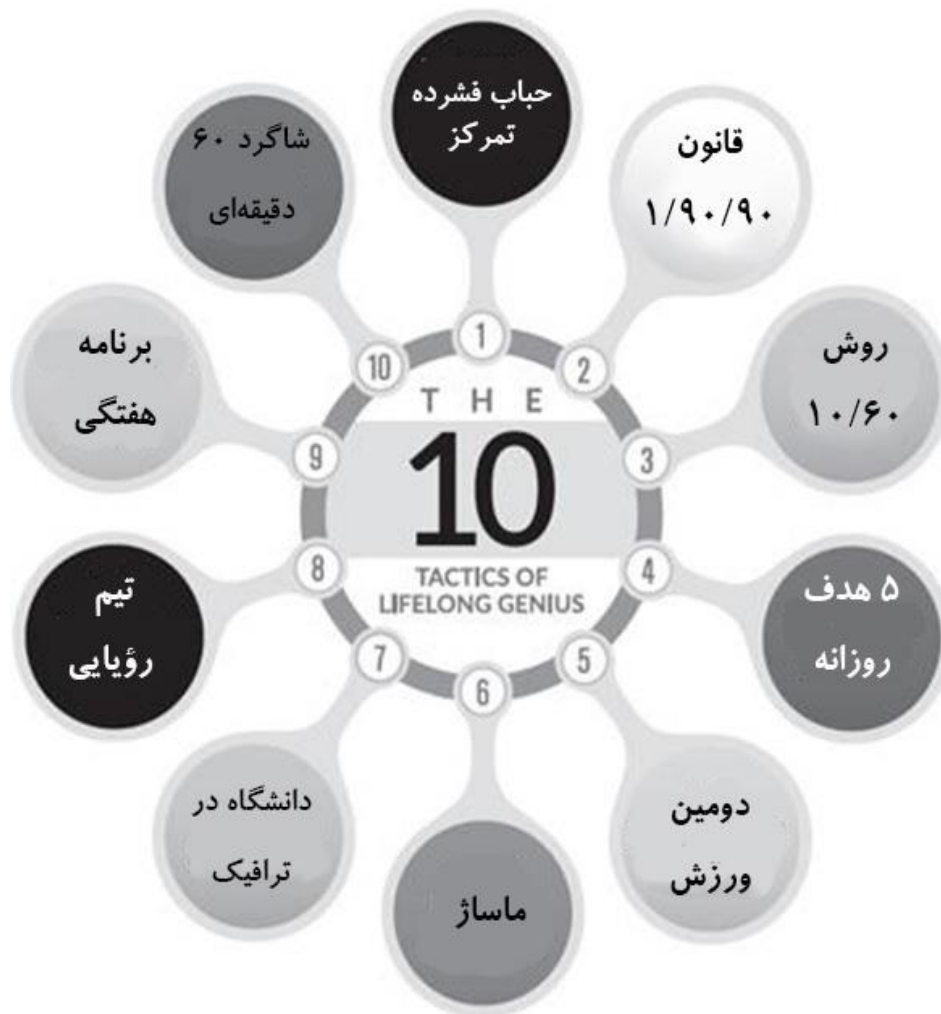 حباب فشرده
تمرکز
1
قانون
۱/۹۰/۹۰
2
روش
۱۰/۶۰
3
۵ هدف
روزانه
4
دومین
ورزش
5
ماساژ
6
دانشگاه در
ترافیک
7
تیم
رؤیایی
8
برنامه
هفتگی
9
شاگرد ۶۰
دقیقه‌ای
10
THE
10
TACTICS OF
LIFELONG GENIUS